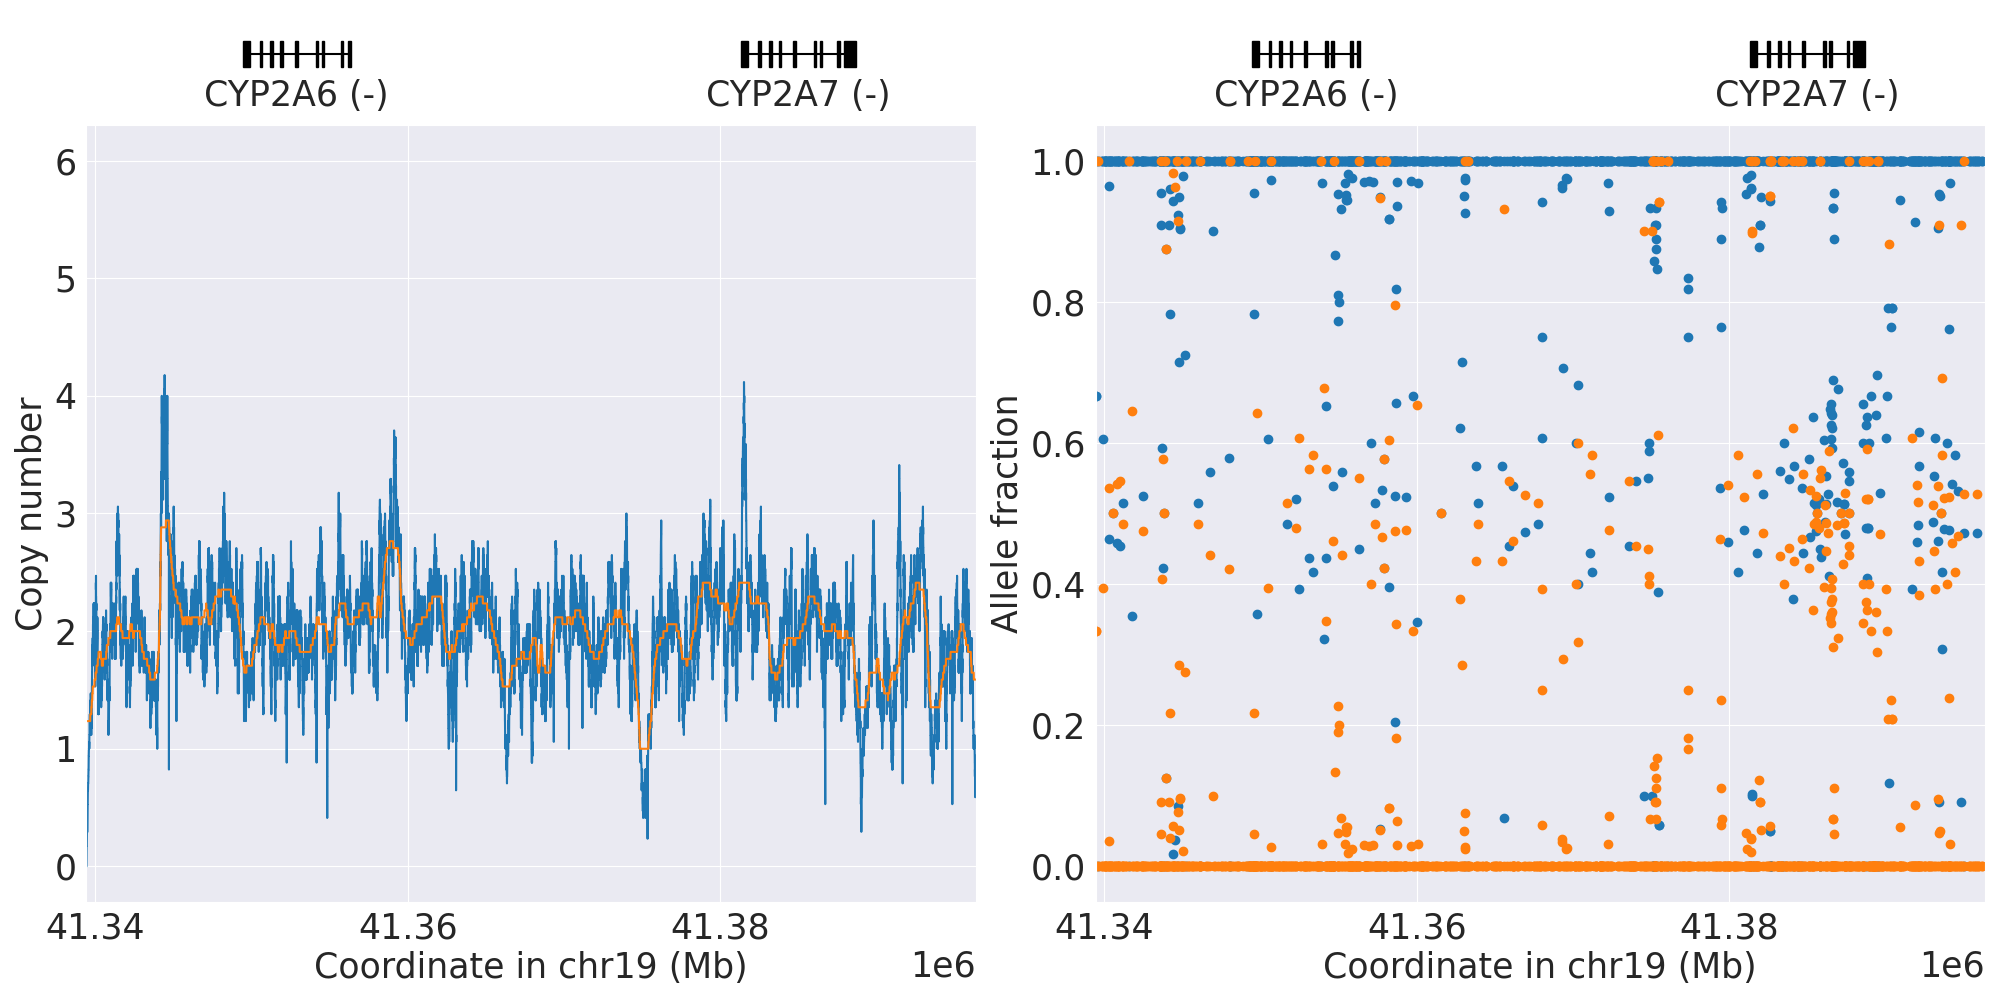 CYP2A6 (-)
CYP2A7 (-)
Copy number
6
5
4
3
2
1
0
41.34
41.36
41.38
Coordinate in chr19 (Mb)
1e6
CYP2A6 (-)
CYP2A7 (-)
Allele fraction
1.0
0.8
0.6
0.4
0.2
0.0
41.34
41.36
41.38
Coordinate in chr19 (Mb)
1e6